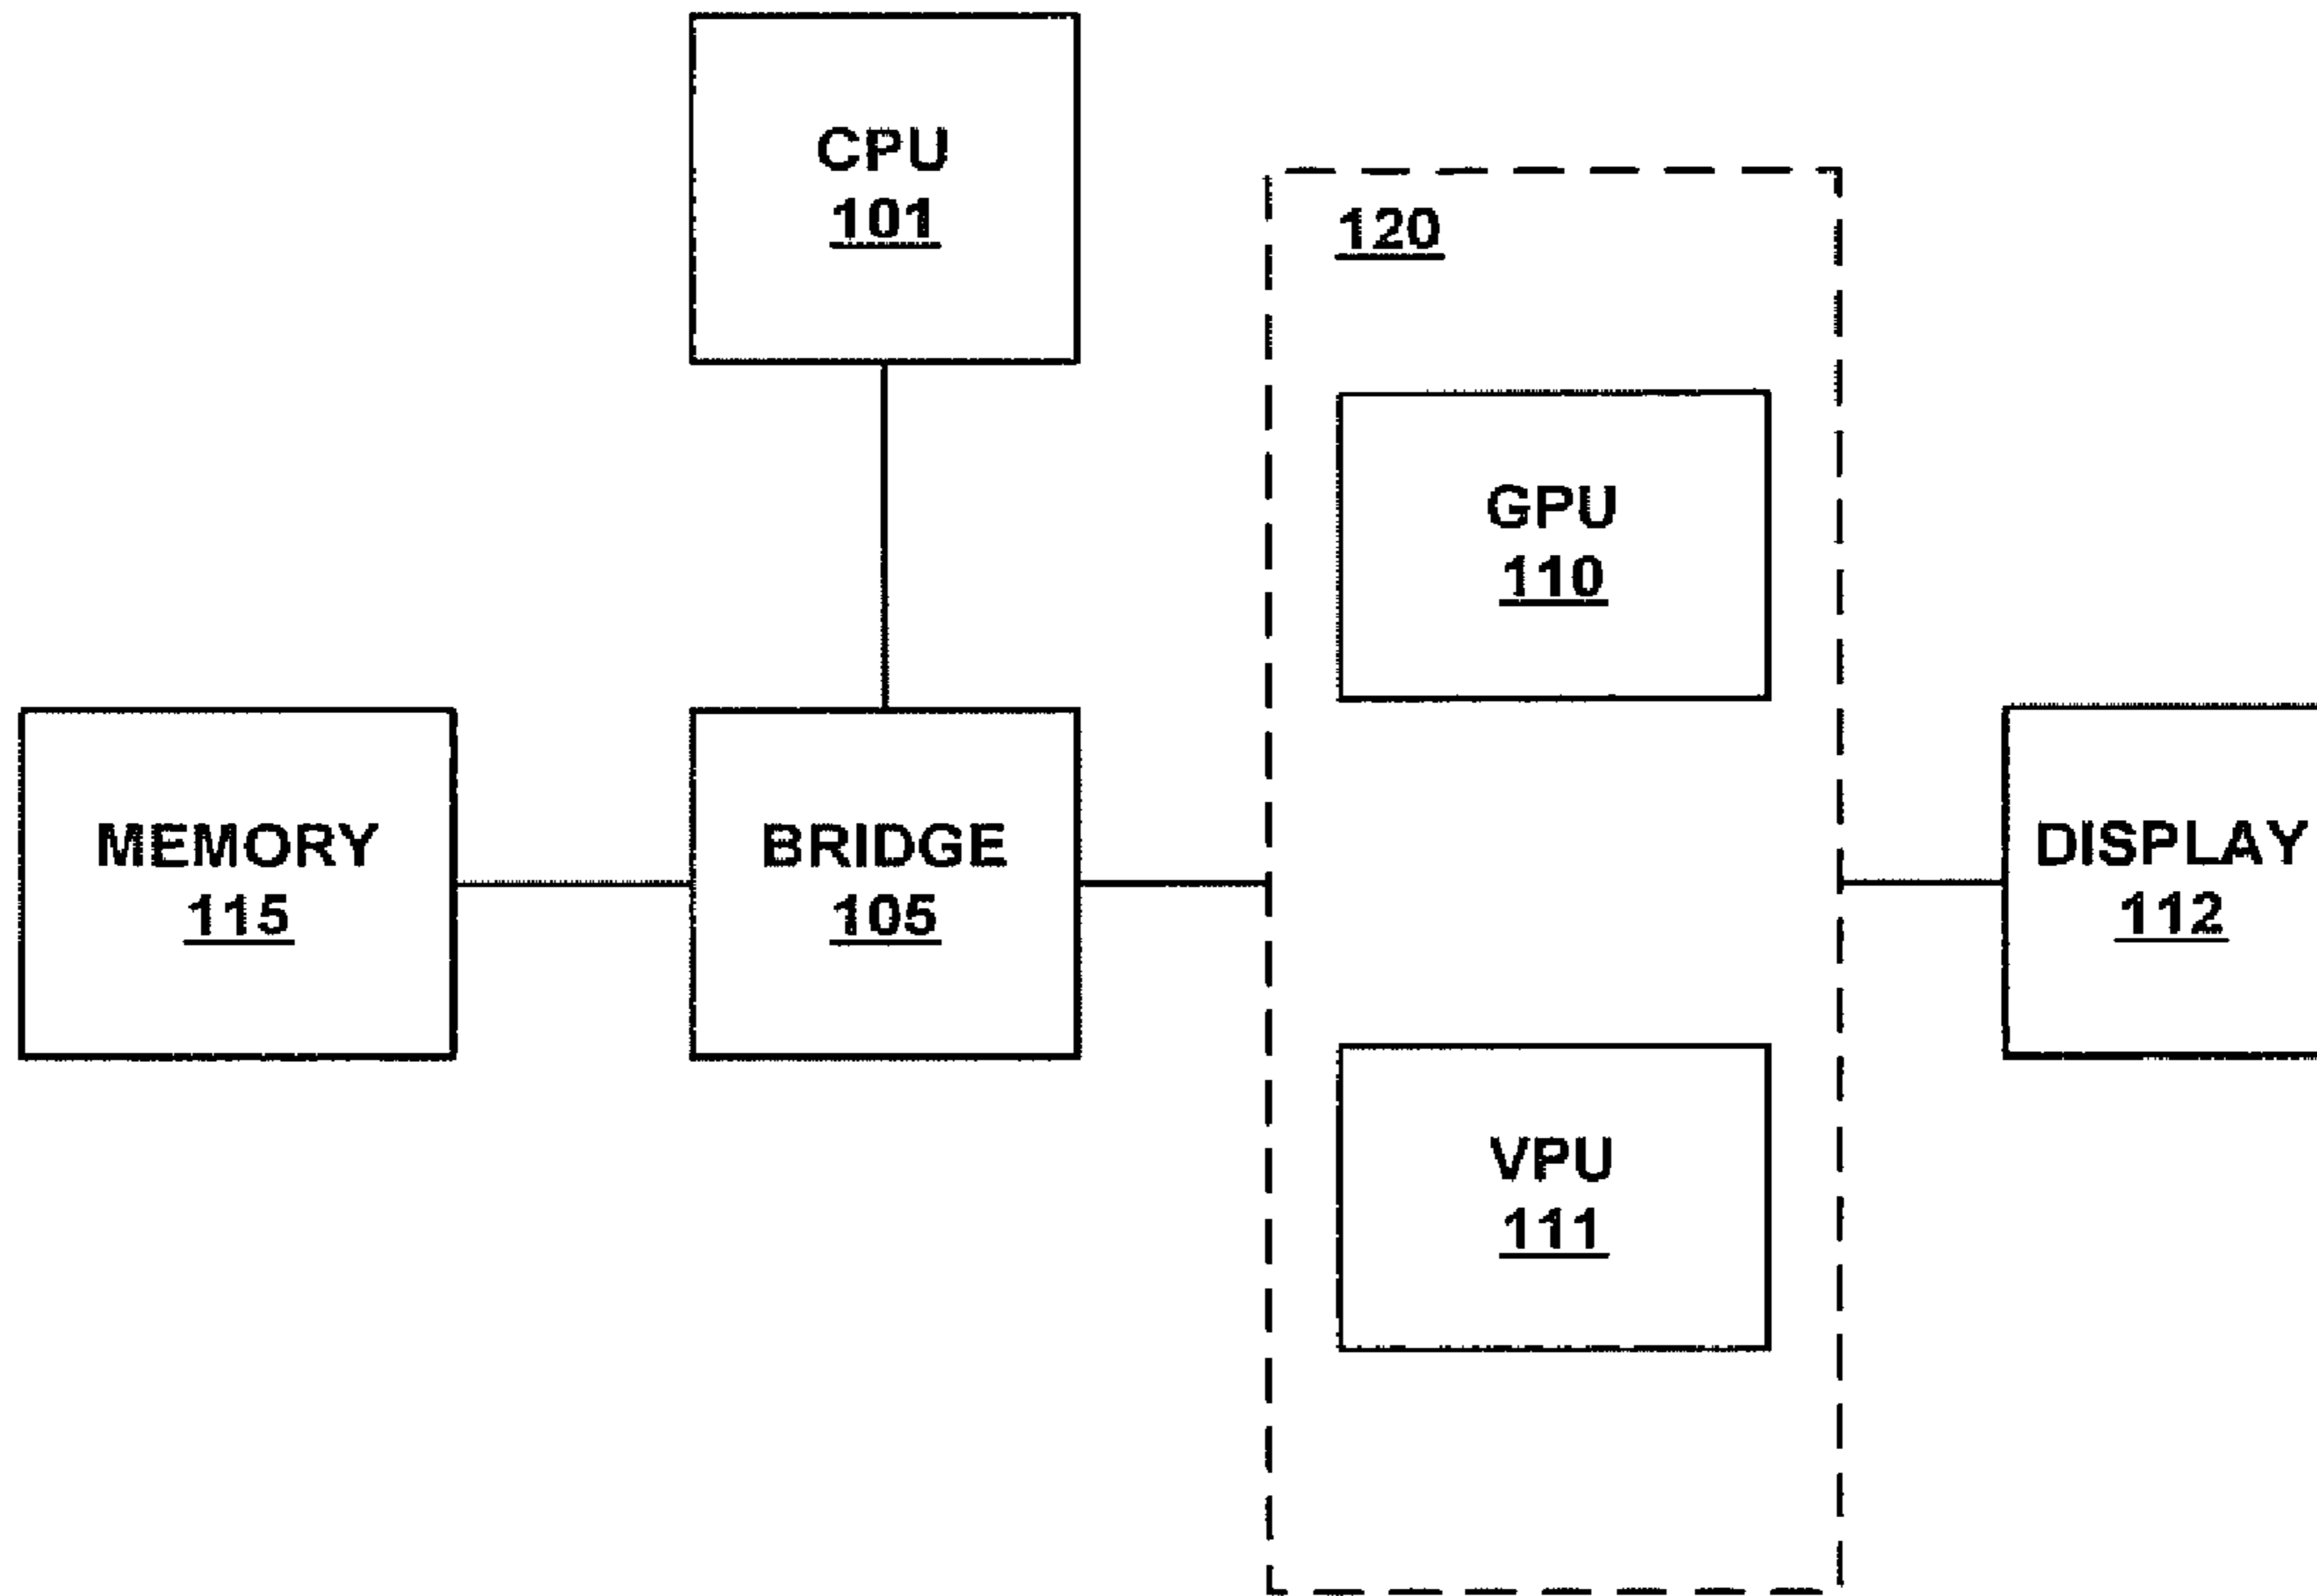 CPU
101
120
GPU
110
MEMORY
115
BRIDGE
105
DISPLAY
112
VPU
111